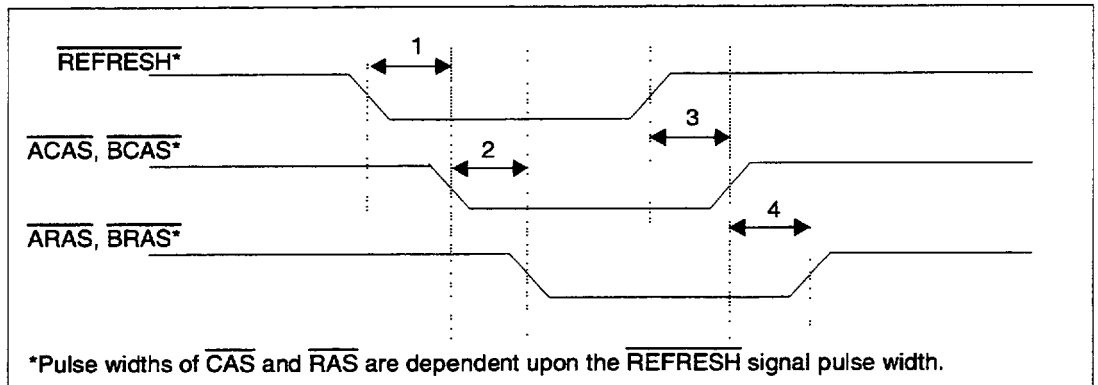 1
REFRESH*
3
ACAS, BCAS*
2
4
ARAS, BRAS*
*Pulse widths of CAS and RAS are dependent upon the REFRESH signal pulse width.